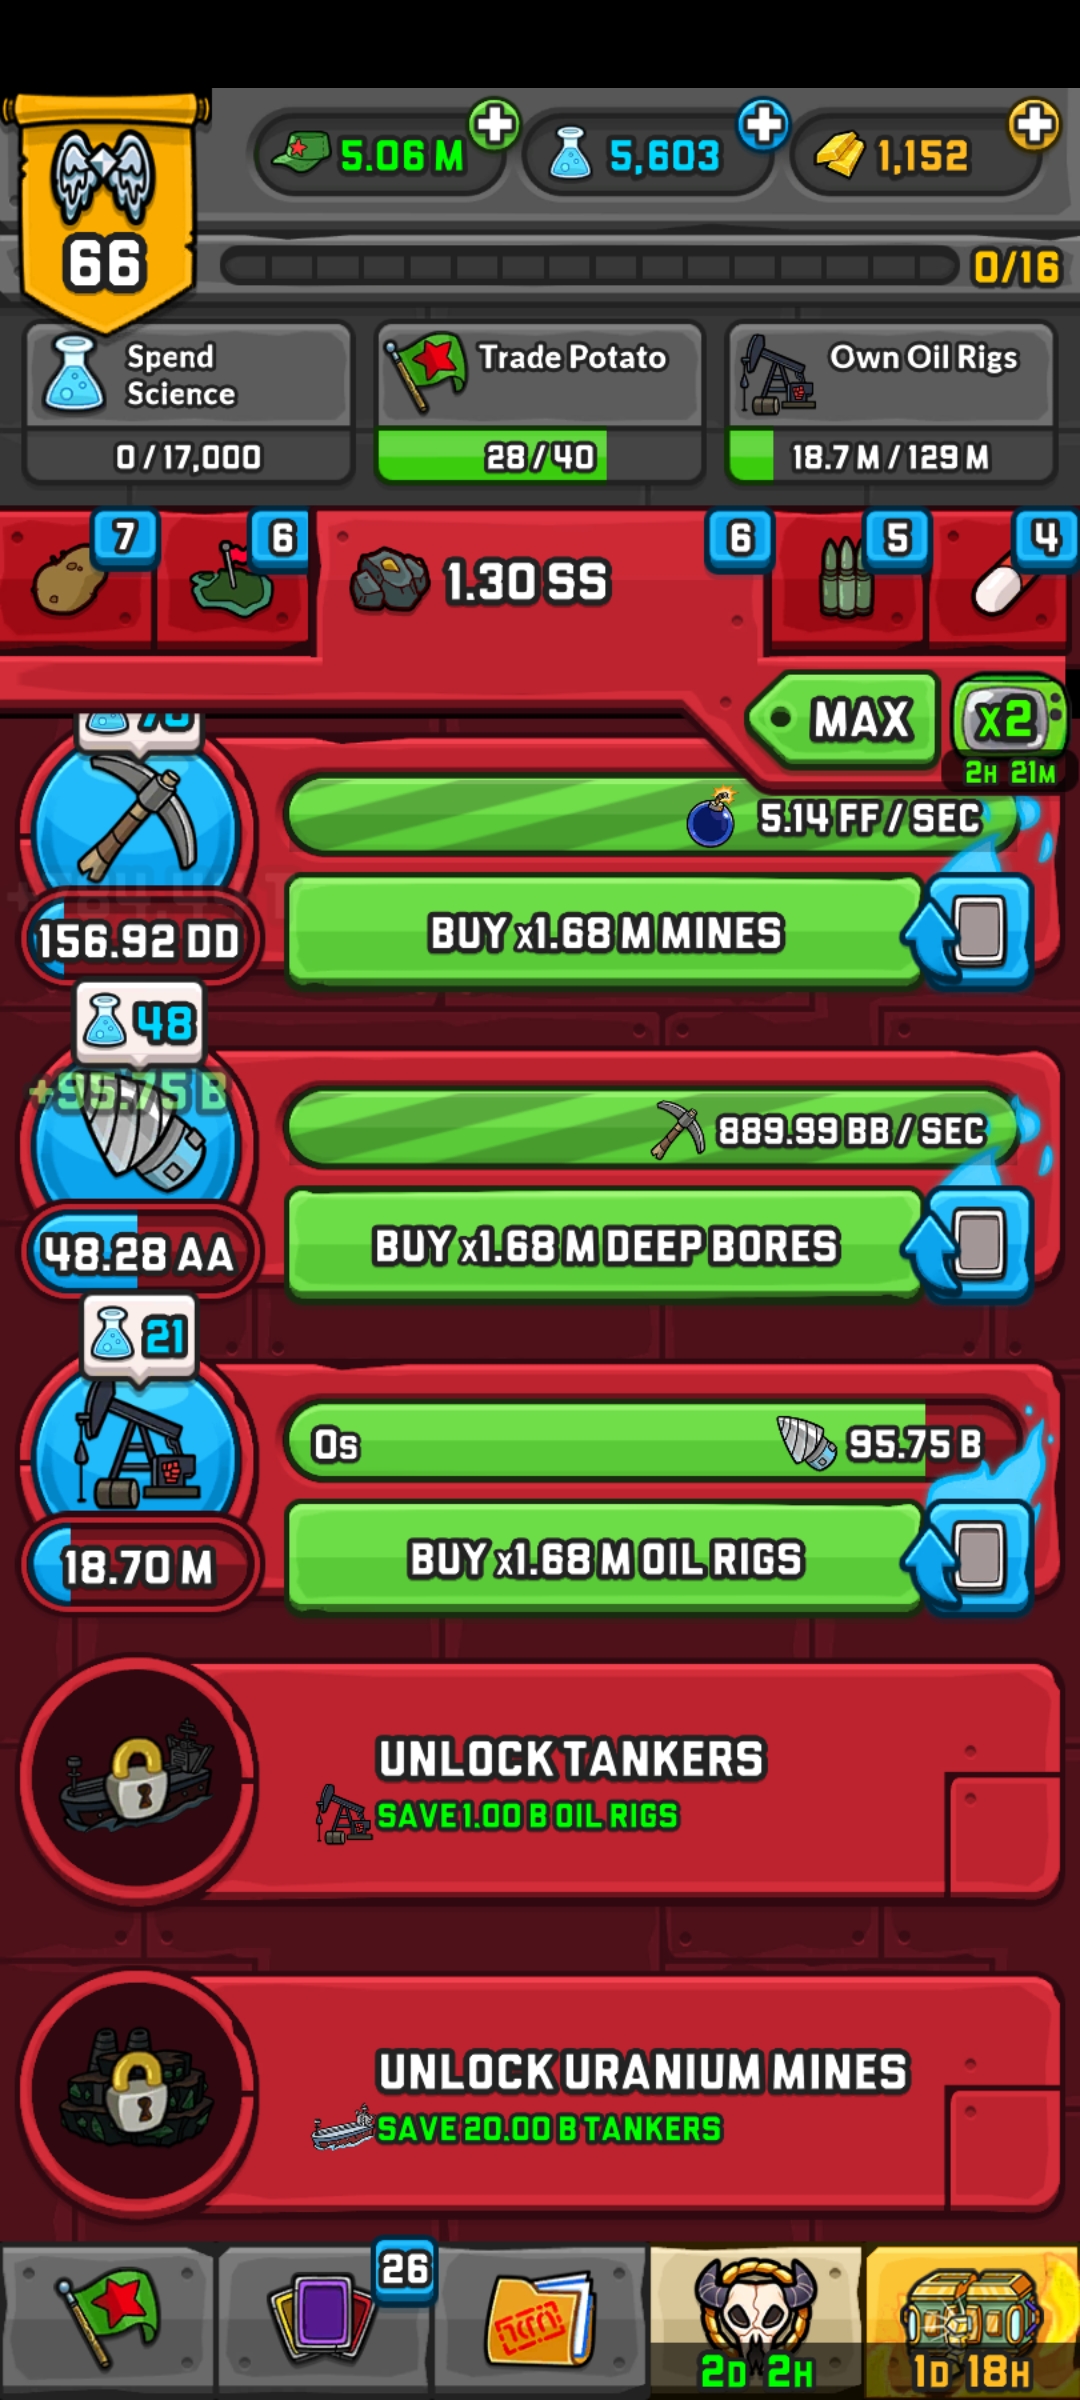 5.06 M
5,603
1,152
66
0/16
Spend
Science
0 / 17,000
Trade Potato
28 / 40
Own Oil Rigs
18.7 M / 129 M
7
6
1.30 SS
6
5
4
MAX
x2
2H 21M
5.14 FF / SEC
156.92 DD
BUY x1.68 M MINES
48
+95.75 B
889.99 BB / SEC
48.28 AA
BUY x1.68 M DEEP BORES
21
0s
95.75 B
18.70 M
BUY x1.68 M OIL RIGS
UNLOCK TANKERS
SAVE 1.00 B OIL RIGS
UNLOCK URANIUM MINES
SAVE 20.00 B TANKERS
26
2D 2H
1D 18H